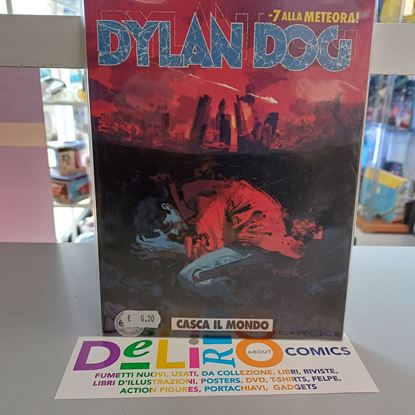 -7 ALLA METEORA!
DYLAN DOG
CASCA IL MONDO
€ 6.30
DeLiRIO ABOUT COMICS
FUMETTI NUOVI, USATI, DA COLLEZIONE, LIBRI, RIVISTE,
LIBRI D'ILLUSTRAZIONI, POSTERS, DVD, T-SHIRTS, FELPE,
ACTION FIGURES, PORTACHIAVI, GADGETS